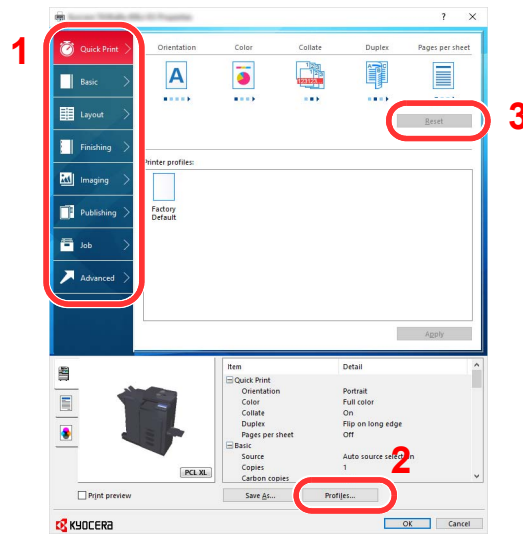 ? ×
1
Quick Print
Orientation Color Collate Duplex Pages per sheet
Basic
A
123123...
Layout
Reset
3
Finishing
Printer profiles:
Imaging
Publishing
Factory
Default
Job
Advanced
Apply
Item Detail
Quick Print
Orientation Portrait
Color Full color
Collate On
Duplex Flip on long edge
Pages per sheet Off
Basic
Source Auto source selection
2
Copies 1
PCL XL
Carbon copies
Print preview
Save As... Profiles...
KYOCERA
OK Cancel